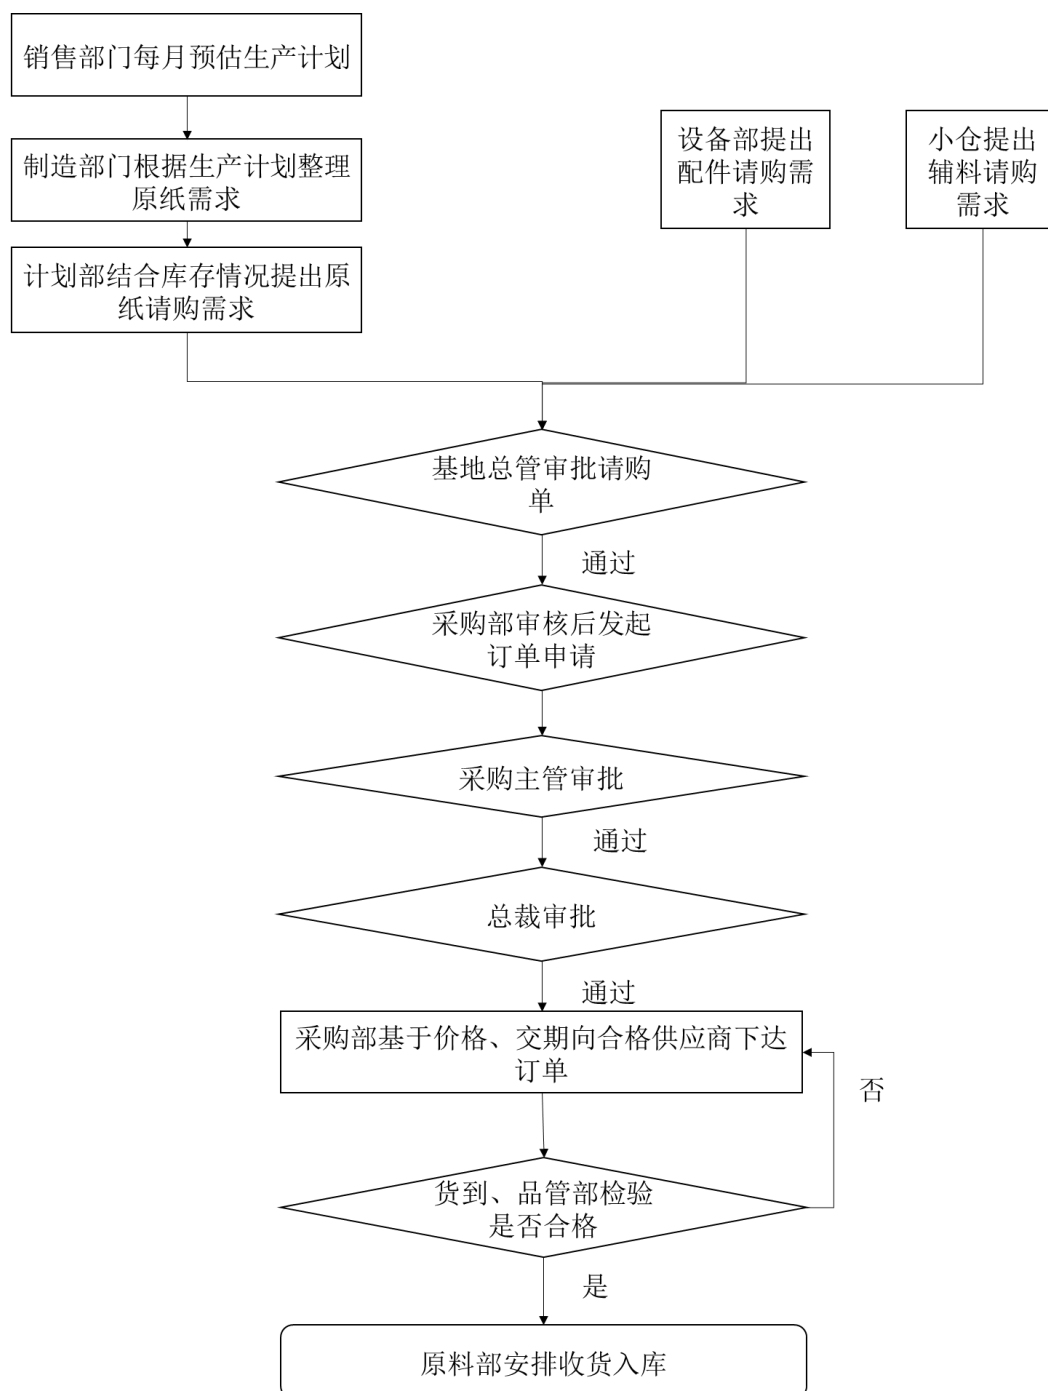 销售部门每月预估生产计划
制造部门根据生产计划整理
原纸需求
计划部结合库存情况提出原
纸请购需求
设备部提出
配件请购需
求
小仓提出
辅料请购
需求
基地总管审批请购
单
通过
采购部审核后发起
订单申请
采购主管审批
通过
总裁审批
通过
采购部基于价格、交期向合格供应商下达
订单
否
货到、品管部检验
是否合格
是
原料部安排收货入库